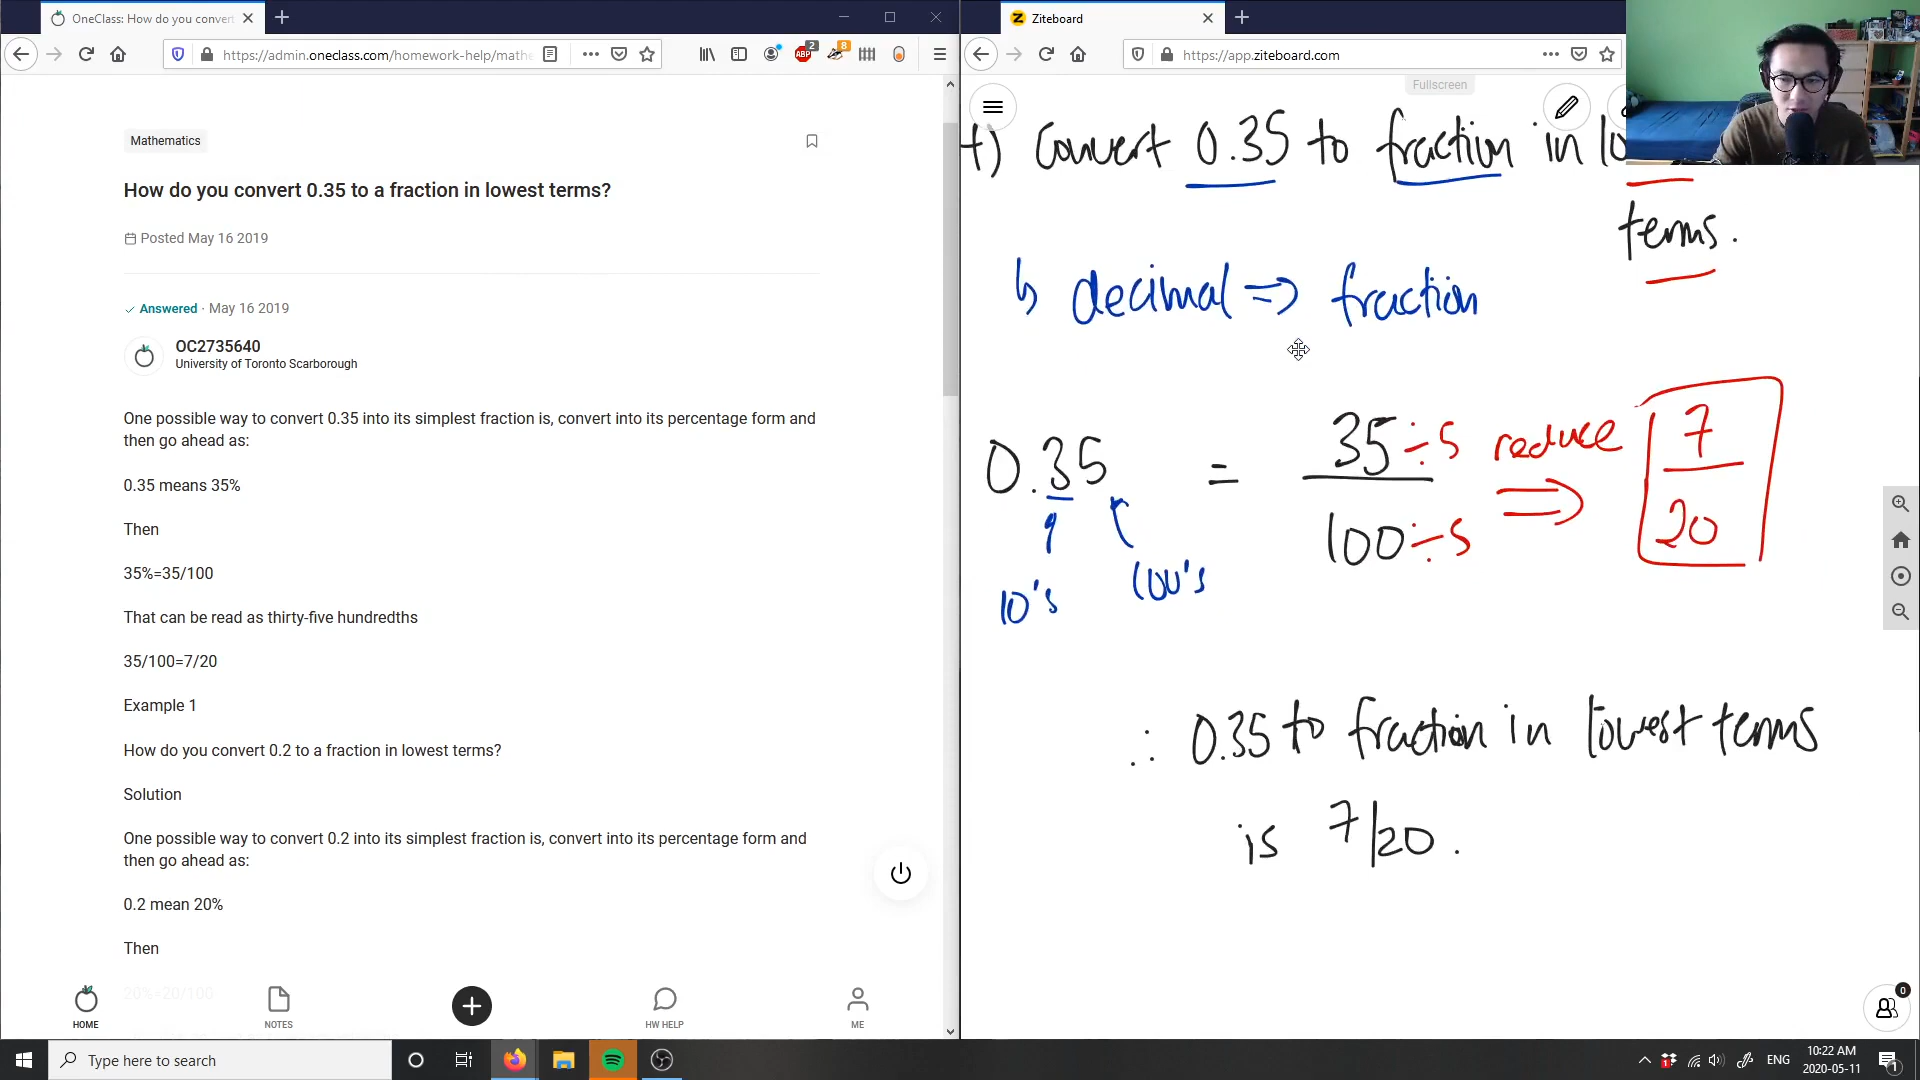 OneClass: How do you convert
https://admin.oneclass.com/homework-help/mathe
ABP
2
8
Mathematics
How do you convert 0.35 to a fraction in lowest terms?
Posted May 16 2019
Answered · May 16 2019
OC2735640
University of Toronto Scarborough
One possible way to convert 0.35 into its simplest fraction is, convert into its percentage form and
then go ahead as:
0.35 means 35%
Then
35%=35/100
That can be read as thirty-five hundredths
35/100=7/20
Example 1
How do you convert 0.2 to a fraction in lowest terms?
Solution
One possible way to convert 0.2 into its simplest fraction is, convert into its percentage form and
then go ahead as:
0.2 mean 20%
Then
20%=20/100
HOME
NOTES
HW HELP
ME
Ziteboard
https://app.ziteboard.com
Fullscreen
) Convert 0.35 to fraction in lo
terms.
decimal => fraction
0.35 = 35÷5 reduce 7
100÷5 => 20
10's 100's
∴ 0.35 to fraction in lowest terms
is 7/20.
0
Type here to search
ENG
10:22 AM
2020-05-11
1